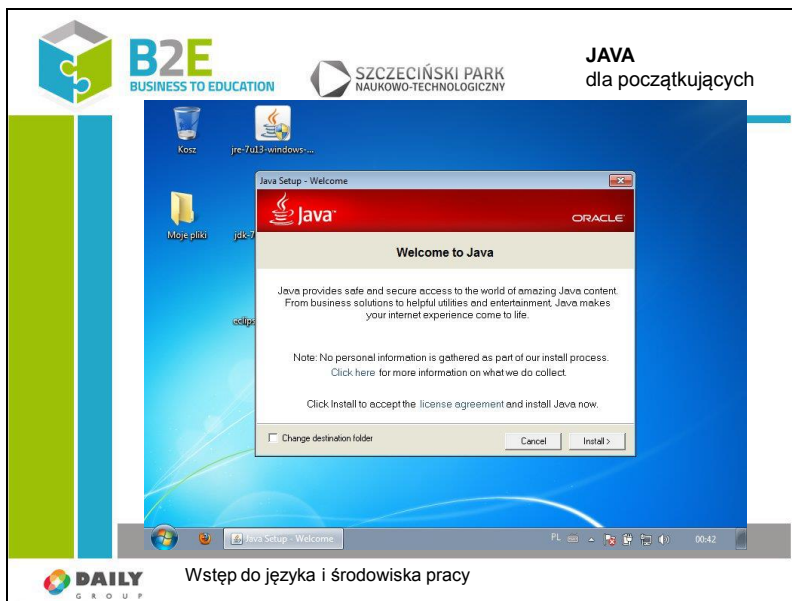 B2E
BUSINESS TO EDUCATION
SZCZECIŃSKI PARK
NAUKOWO-TECHNOLOGICZNY
JAVA
dla początkujących
Kosz
jre-7u13-windows-...
Moje pliki
jdk-7
eclips
Java Setup - Welcome
Java™
ORACLE
Welcome to Java
Java provides safe and secure access to the world of amazing Java content.
From business solutions to helpful utilities and entertainment, Java makes
your internet experience come to life.
Note: No personal information is gathered as part of our install process.
Click here for more information on what we do collect.
Click Install to accept the license agreement and install Java now.
Change destination folder
Cancel
Install >
Java Setup - Welcome
PL
00:42
DAILY
GROUP
Wstęp do języka i środowiska pracy